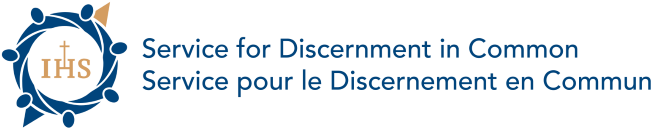 IHS
Service for Discernment in Common
Service pour le Discernement en Commun